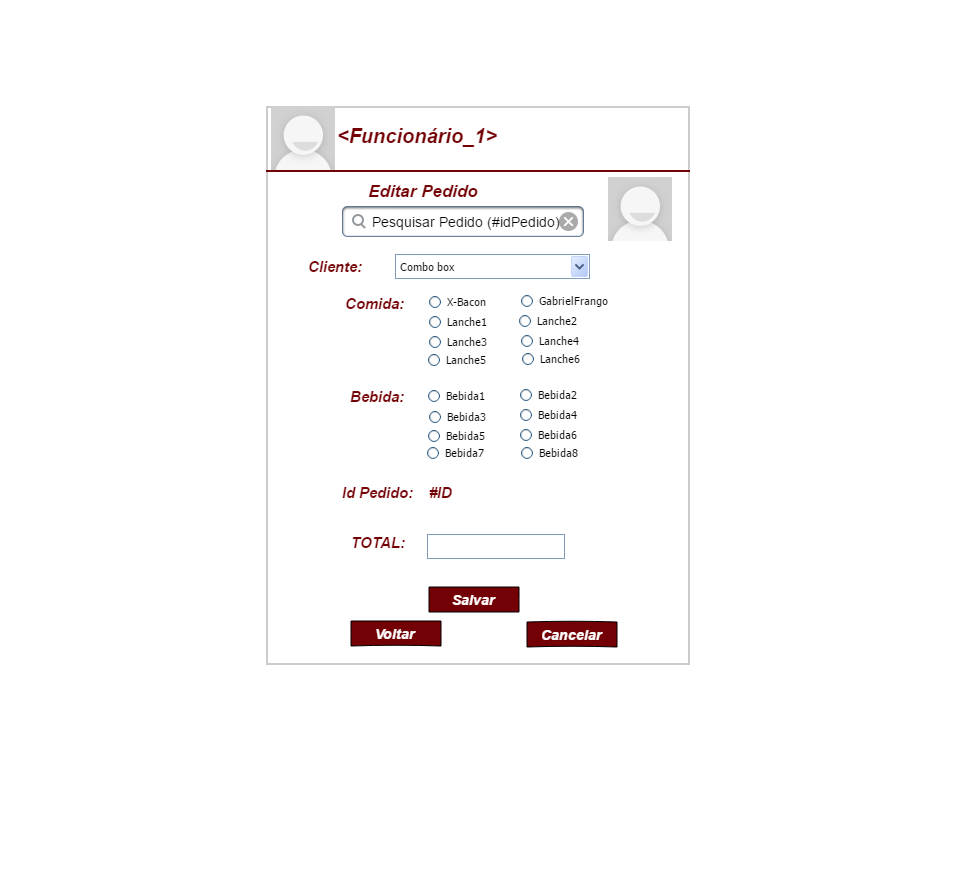 <Funcionário_1>
Editar Pedido
Pesquisar Pedido (#idPedido)
Cliente: Combo box
Comida: X-Bacon GabrielFrango
Lanche1 Lanche2
Lanche3 Lanche4
Lanche5 Lanche6
Bebida: Bebida1 Bebida2
Bebida3 Bebida4
Bebida5 Bebida6
Bebida7 Bebida8
Id Pedido: #ID
TOTAL:
Salvar
Voltar Cancelar